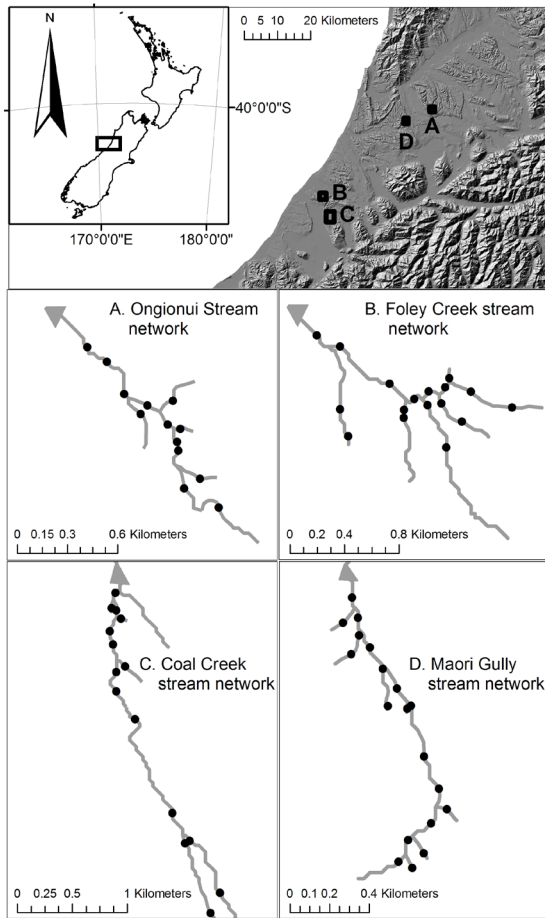 N
0 5 10 20 Kilometers
40°0'0"S
A
D
B
C
170°0'0"E 180°0'0"
A. Ongionui Stream
network
B. Foley Creek stream
network
0 0.15 0.3 0.6 Kilometers
0 0.2 0.4 0.8 Kilometers
C. Coal Creek
stream network
D. Maori Gully
stream network
0 0.25 0.5 1 Kilometers
0 0.1 0.2 0.4 Kilometers